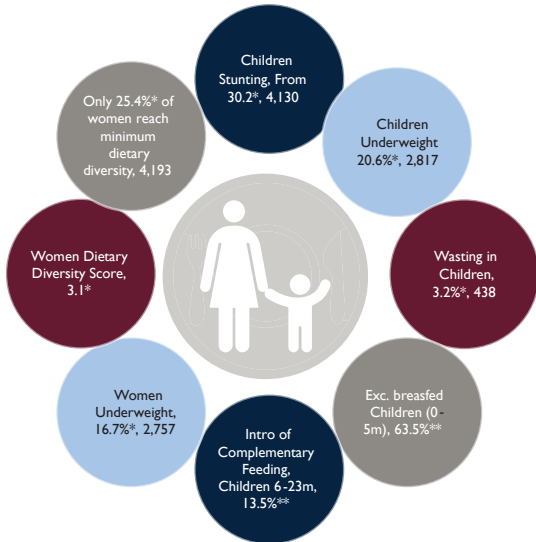 Children
Stunting, From
30.2*, 4,130
Children
Underweight
20.6%*, 2,817
Wasting in
Children,
3.2%*, 438
Exc. breasfed
Children (0-
5m), 63.5%**
Intro of
Complementary
Feeding,
Children 6-23m,
13.5%**
Women
Underweight,
16.7%*, 2,757
Women Dietary
Diversity Score,
3.1*
Only 25.4%* of
women reach
minimum
dietary
diversity, 4,193